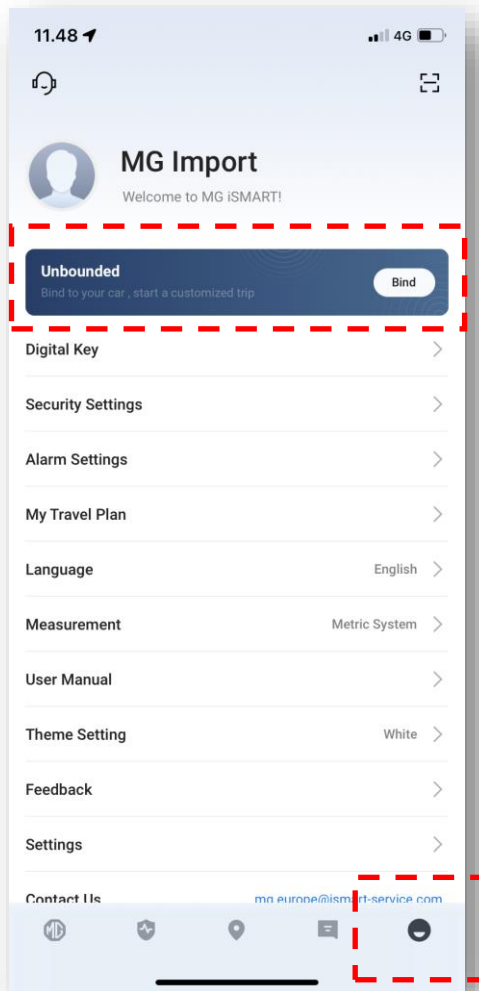 11.48
4G
MG Import
Welcome to MG iSMART!
Unbounded
Bind to your car , start a customized trip
Bind
Digital Key
Security Settings
Alarm Settings
My Travel Plan
Language English
Measurement Metric System
User Manual
Theme Setting White
Feedback
Settings
Contact Us mg.europe@ismart-service.com
MG